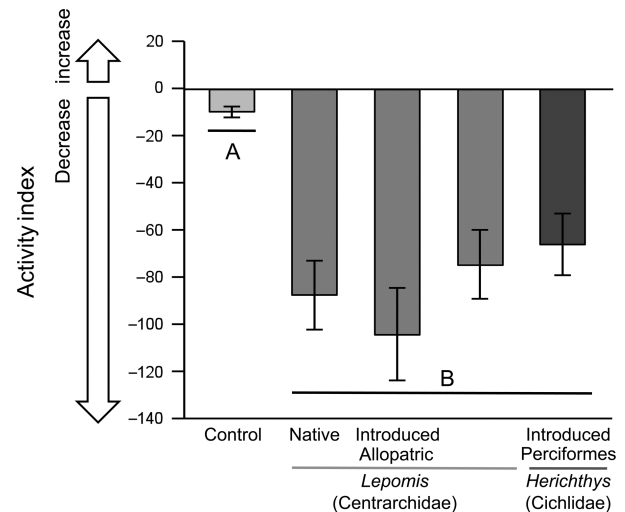 increase
Decrease
Activity index
20
0
–20
–40
–60
–80
–100
–120
–140
A
B
Control
Native
Introduced
Allopatric
Introduced
Perciformes
Lepomis
(Centrarchidae)
Herichthys
(Cichlidae)